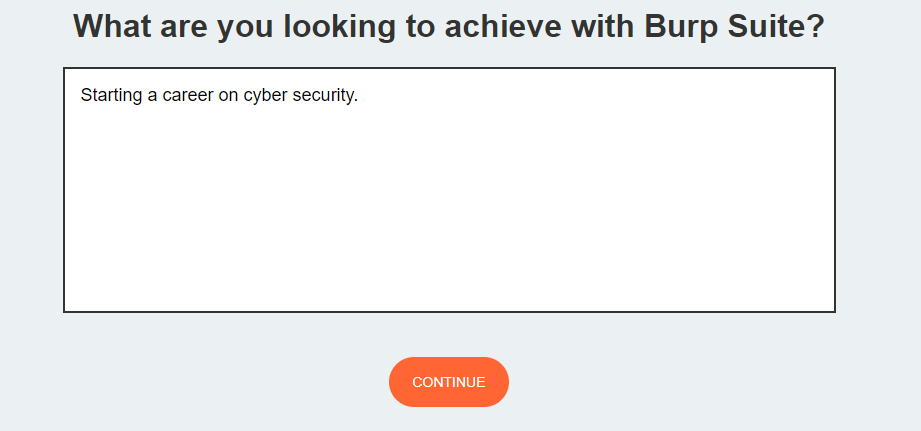 What are you looking to achieve with Burp Suite?
Starting a career on cyber security.
CONTINUE